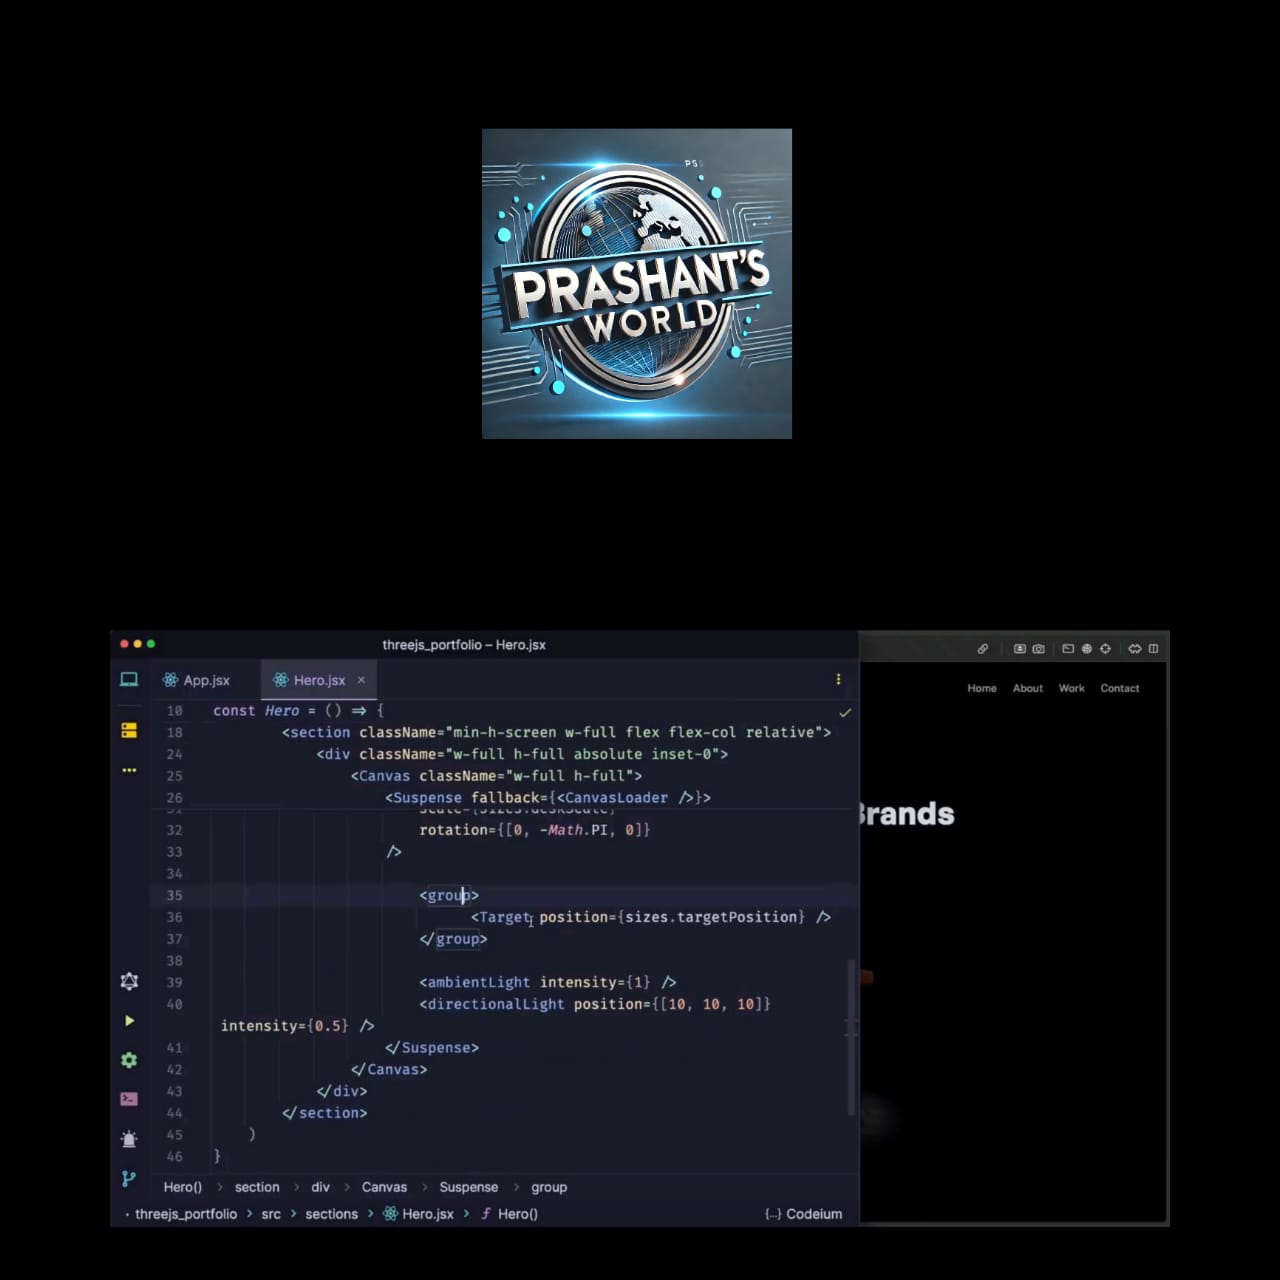 PS
PRASHANT'S
WORLD
threejs_portfolio – Hero.jsx
App.jsx
Hero.jsx ×
Home About Work Contact
10 const Hero = () => {
18 <section className="min-h-screen w-full flex flex-col relative">
24 <div className="w-full h-full absolute inset-0">
25 <Canvas className="w-full h-full">
26 <Suspense fallback={<CanvasLoader />}>
Brands
32 rotation={[0, -Math.PI, 0]}
33 />
34
35 <group>
36 <Target position={sizes.targetPosition} />
37 </group>
38
39 <ambientLight intensity={1} />
40 <directionalLight position={[10, 10, 10]}
intensity={0.5} />
41 </Suspense>
42 </Canvas>
43 </div>
44 </section>
45 )
46 }
Hero() > section > div > Canvas > Suspense > group
· threejs_portfolio > src > sections > Hero.jsx > f Hero()
{...} Codeium